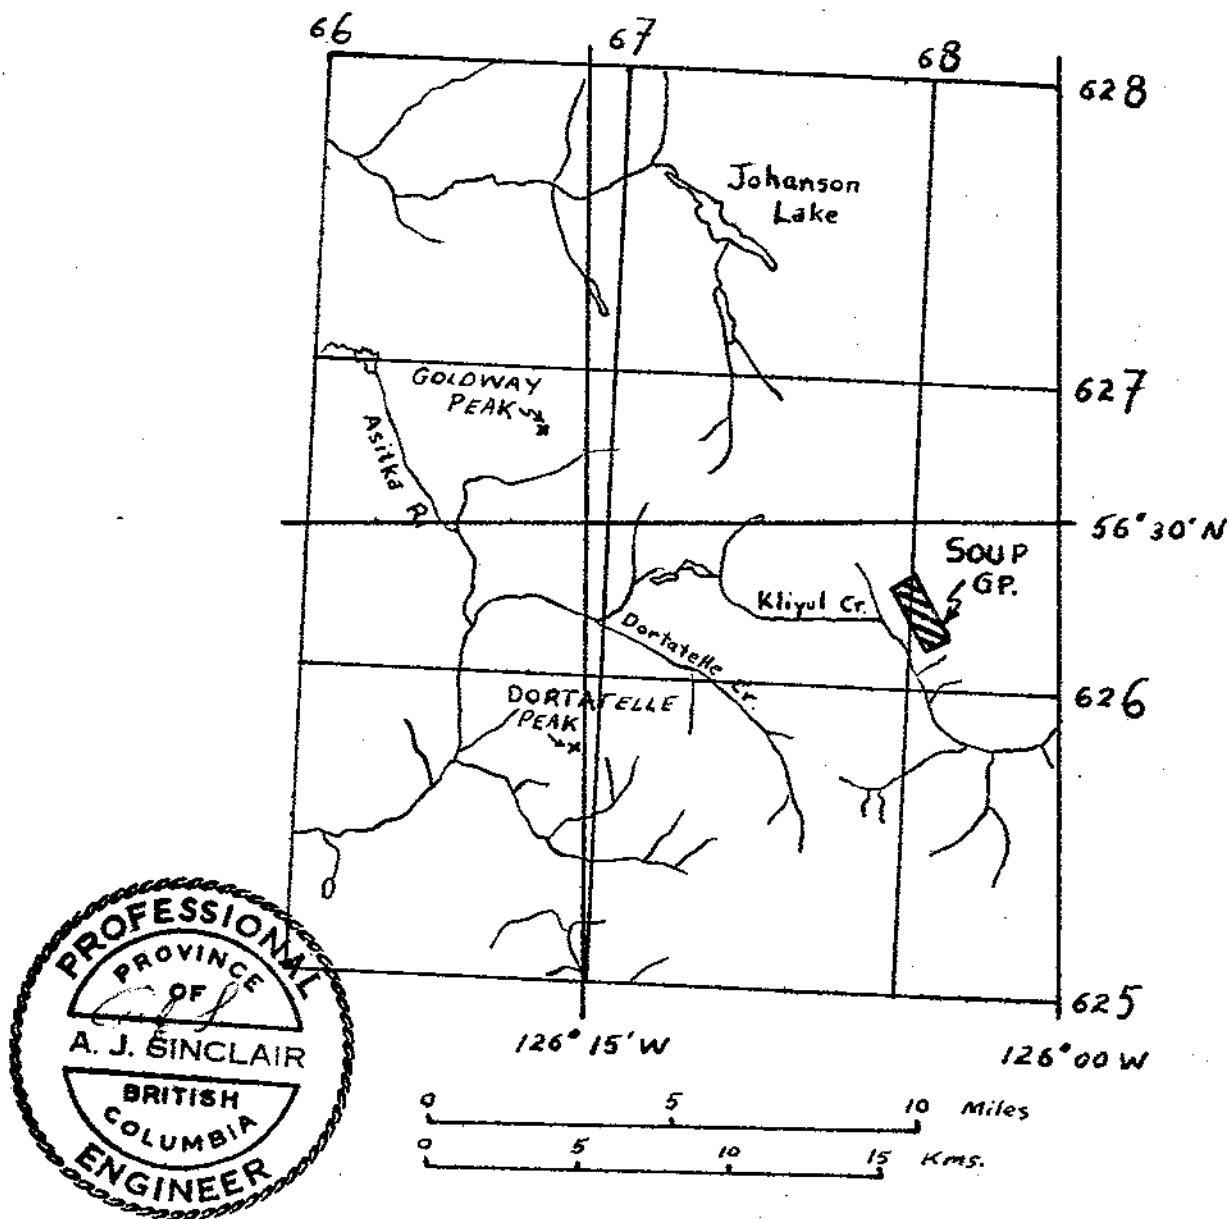 66
67
68
628
Johanson
Lake
GOLDWAY
PEAK
627
Asitka R.
56° 30' N
SOUP
GP.
Kliyul Cr.
Dortatelle Cr.
626
DORTATELLE
PEAK
625
126° 15' W
126° 00 W
PROFESSIONAL
PROVINCE
OF
A. J. SINCLAIR
BRITISH
COLUMBIA
ENGINEER
0 5 10 Miles
0 5 10 15 Kms.